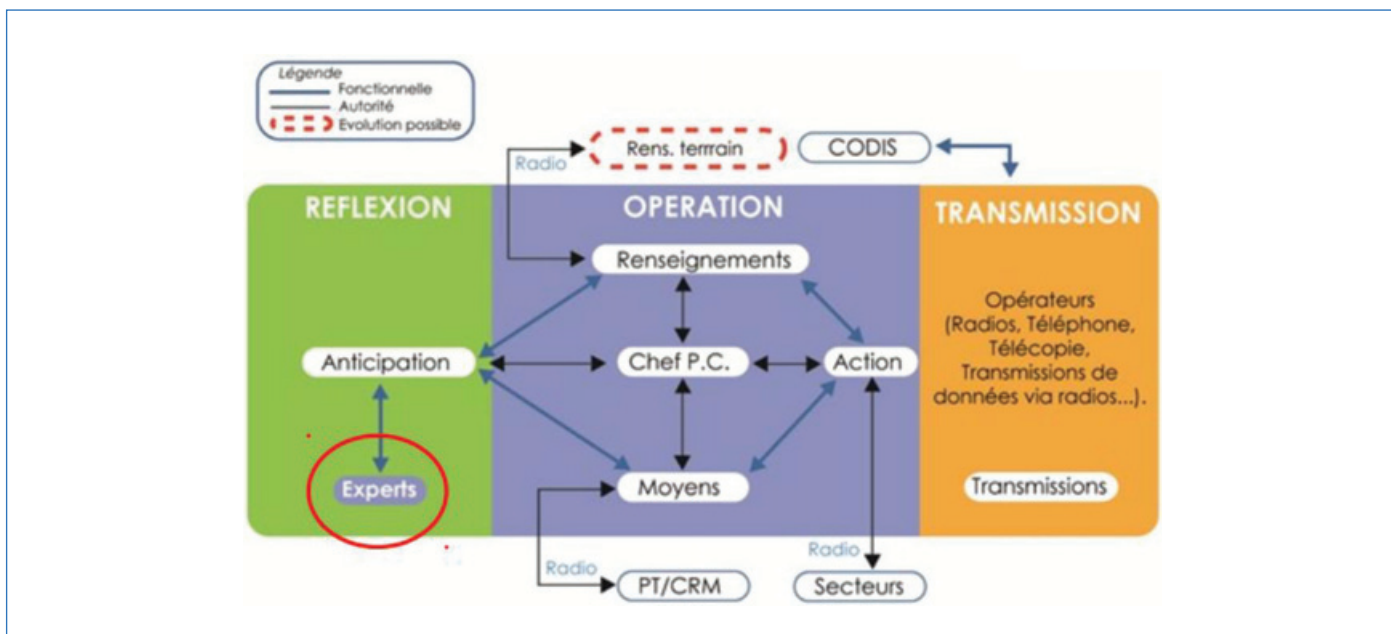 Légende
Fonctionnelle
Autorité
Evolution possible
Radio
Rens. terrrain
CODIS
REFLEXION
OPERATION
TRANSMISSION
Renseignements
Opérateurs
(Radios, Téléphone,
Télécopie,
Transmissions de
données via radios...).
Anticipation
Chef P.C.
Action
Experts
Moyens
Transmissions
Radio
PT/CRM
Radio
Secteurs